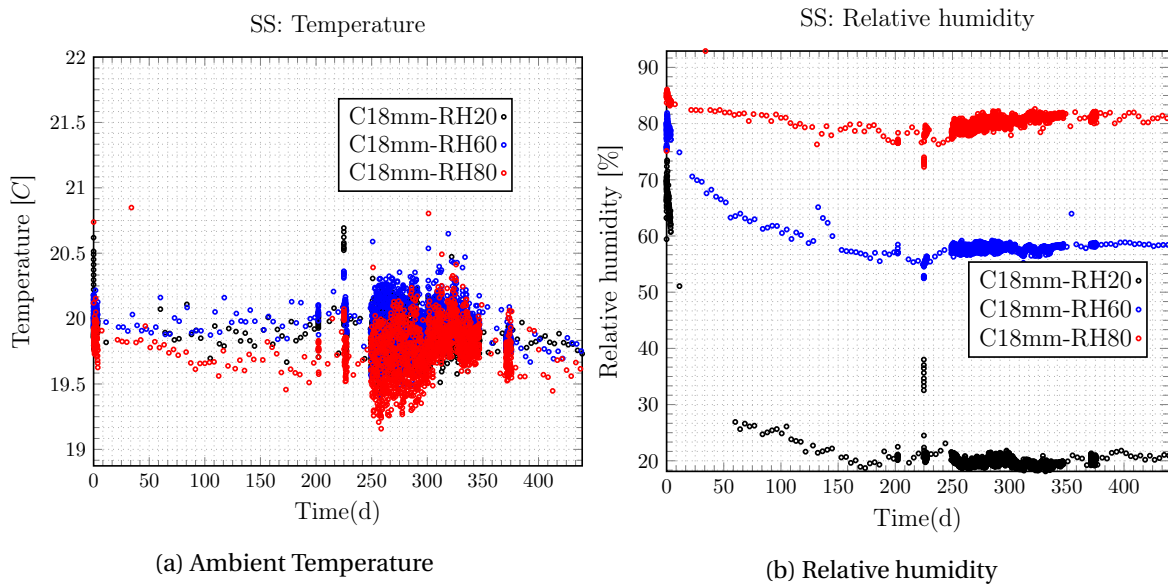 SS: Temperature
22
21.5
21
20.5
20
19.5
19
Temperature [C]
C18mm-RH20
C18mm-RH60
C18mm-RH80
0 50 100 150 200 250 300 350 400
Time(d)
(a) Ambient Temperature
SS: Relative humidity
90
80
70
60
50
40
30
20
Relative humidity [%]
C18mm-RH20
C18mm-RH60
C18mm-RH80
0 50 100 150 200 250 300 350 400
Time(d)
(b) Relative humidity